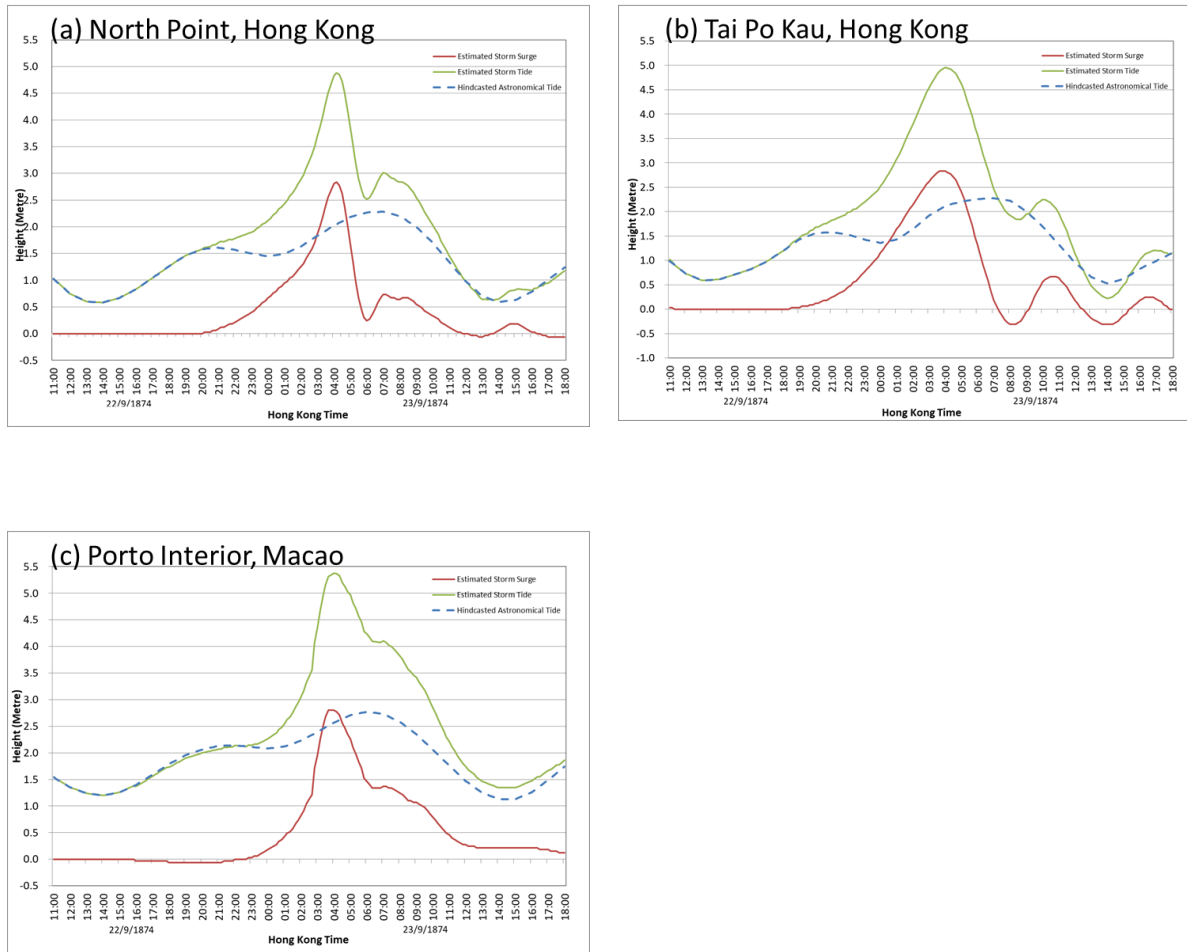 (a) North Point, Hong Kong
5.5
5.0
4.5
4.0
3.5
3.0
2.5
2.0
1.5
1.0
0.5
0.0
-0.5
Height (Metre)
Estimated Storm Surge
Estimated Storm Tide
Hindcasted Astronomical Tide
11:00 12:00 13:00 14:00 15:00 16:00 17:00 18:00 19:00 20:00 21:00 22:00 23:00 00:00 01:00 02:00 03:00 04:00 05:00 06:00 07:00 08:00 09:00 10:00 11:00 12:00 13:00 14:00 15:00 16:00 17:00 18:00
22/9/1874 23/9/1874
Hong Kong Time
(b) Tai Po Kau, Hong Kong
5.5
5.0
4.5
4.0
3.5
3.0
2.5
2.0
1.5
1.0
0.5
0.0
-0.5
-1.0
Height (Metre)
Estimated Storm Surge
Estimated Storm Tide
Hindcasted Astronomical Tide
11:00 12:00 13:00 14:00 15:00 16:00 17:00 18:00 19:00 20:00 21:00 22:00 23:00 00:00 01:00 02:00 03:00 04:00 05:00 06:00 07:00 08:00 09:00 10:00 11:00 12:00 13:00 14:00 15:00 16:00 17:00 18:00
22/9/1874 23/9/1874
Hong Kong Time
(c) Porto Interior, Macao
5.5
5.0
4.5
4.0
3.5
3.0
2.5
2.0
1.5
1.0
0.5
0.0
-0.5
Height (Metre)
Estimated Storm Surge
Estimated Storm Tide
Hindcasted Astronomical Tide
11:00 12:00 13:00 14:00 15:00 16:00 17:00 18:00 19:00 20:00 21:00 22:00 23:00 00:00 01:00 02:00 03:00 04:00 05:00 06:00 07:00 08:00 09:00 10:00 11:00 12:00 13:00 14:00 15:00 16:00 17:00 18:00
22/9/1874 23/9/1874
Hong Kong Time